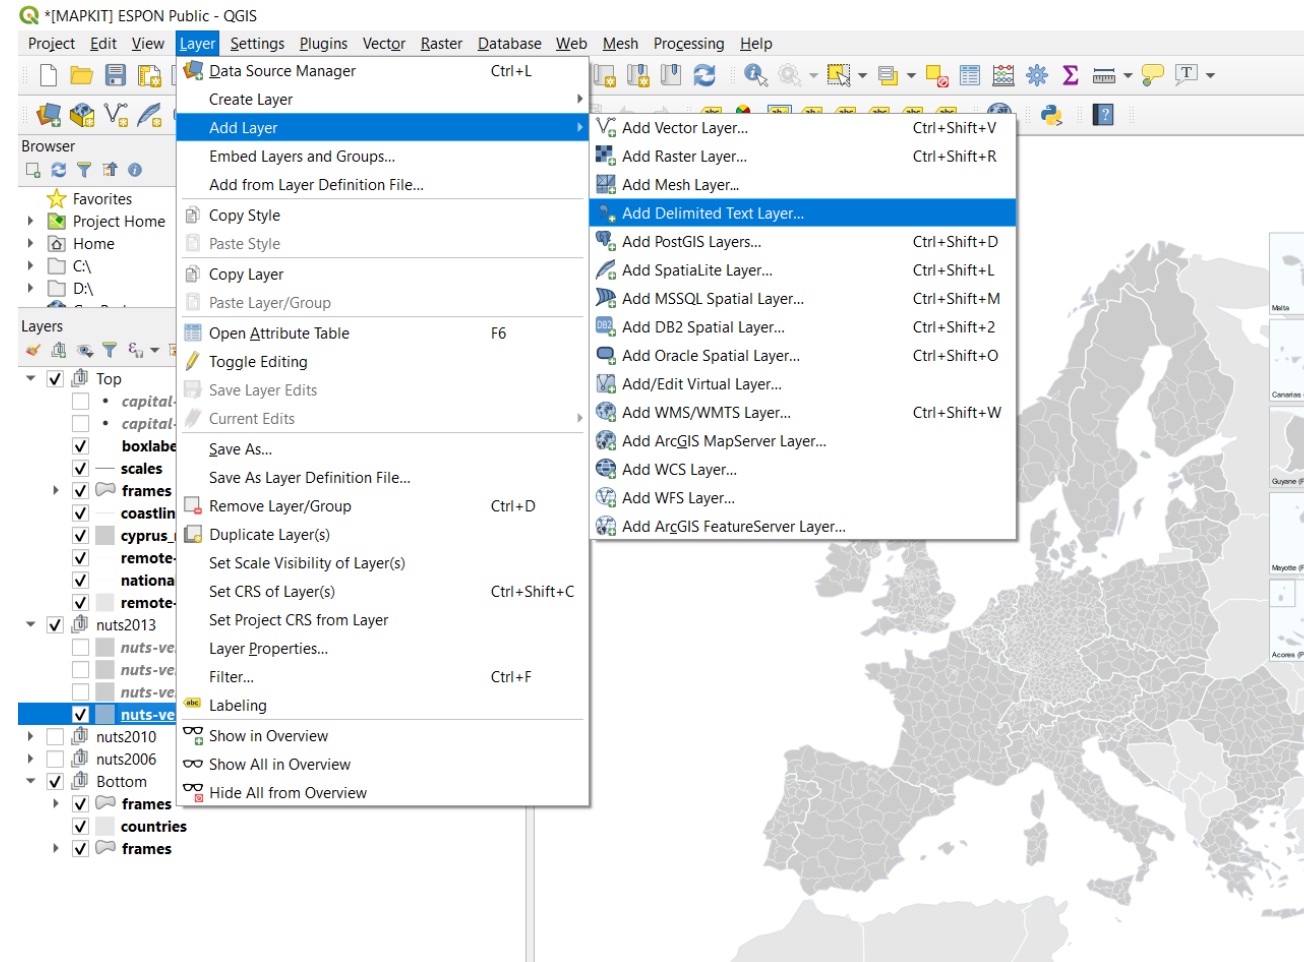 *[MAPKIT] ESPON Public - QGIS
Project Edit View Layer Settings Plugins Vector Raster Database Web Mesh Processing Help
Data Source Manager Ctrl+L
Create Layer
Add Layer
Embed Layers and Groups...
Add from Layer Definition File...
Copy Style
Paste Style
Copy Layer
Paste Layer/Group
Open Attribute Table F6
Toggle Editing
Save Layer Edits
Current Edits
Save As...
Save As Layer Definition File...
Remove Layer/Group Ctrl+D
Duplicate Layer(s)
Set Scale Visibility of Layer(s)
Set CRS of Layer(s) Ctrl+Shift+C
Set Project CRS from Layer
Layer Properties...
Filter... Ctrl+F
abc Labeling
Show in Overview
Show All in Overview
Hide All from Overview
Add Vector Layer... Ctrl+Shift+V
Add Raster Layer... Ctrl+Shift+R
Add Mesh Layer...
Add Delimited Text Layer...
Add PostGIS Layers... Ctrl+Shift+D
Add SpatiaLite Layer... Ctrl+Shift+L
Add MSSQL Spatial Layer... Ctrl+Shift+M
DB2 Add DB2 Spatial Layer... Ctrl+Shift+2
Add Oracle Spatial Layer... Ctrl+Shift+O
Add/Edit Virtual Layer...
Add WMS/WMTS Layer... Ctrl+Shift+W
Add ArcGIS MapServer Layer...
Add WCS Layer...
Add WFS Layer...
Add ArcGIS FeatureServer Layer...
Browser
Favorites
Project Home
Home
C:\
D:\
Layers
Top
capital-
capital-
boxlabe
scales
frames
coastlin
cyprus_
remote-
nationa
remote-
nuts2013
nuts-ve
nuts-ve
nuts-ve
nuts-ve
nuts2010
nuts2006
Bottom
frames
countries
frames
Malta
Canarias
Guyane (F
Mayotte (F
Acores (P